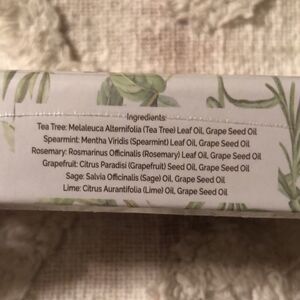 Ingredients:
Tea Tree: Melaleuca Alternifolia (Tea Tree) Leaf Oil, Grape Seed Oil
Spearmint: Mentha Viridis (Spearmint) Leaf Oil, Grape Seed Oil
Rosemary: Rosmarinus Officinalis (Rosemary) Leaf Oil, Grape Seed Oil
Grapefruit: Citrus Paradisi (Grapefruit) Seed Oil, Grape Seed Oil
Sage: Salvia Officinalis (Sage) Oil, Grape Seed Oil
Lime: Citrus Aurantifolia (Lime) Oil, Grape Seed Oil